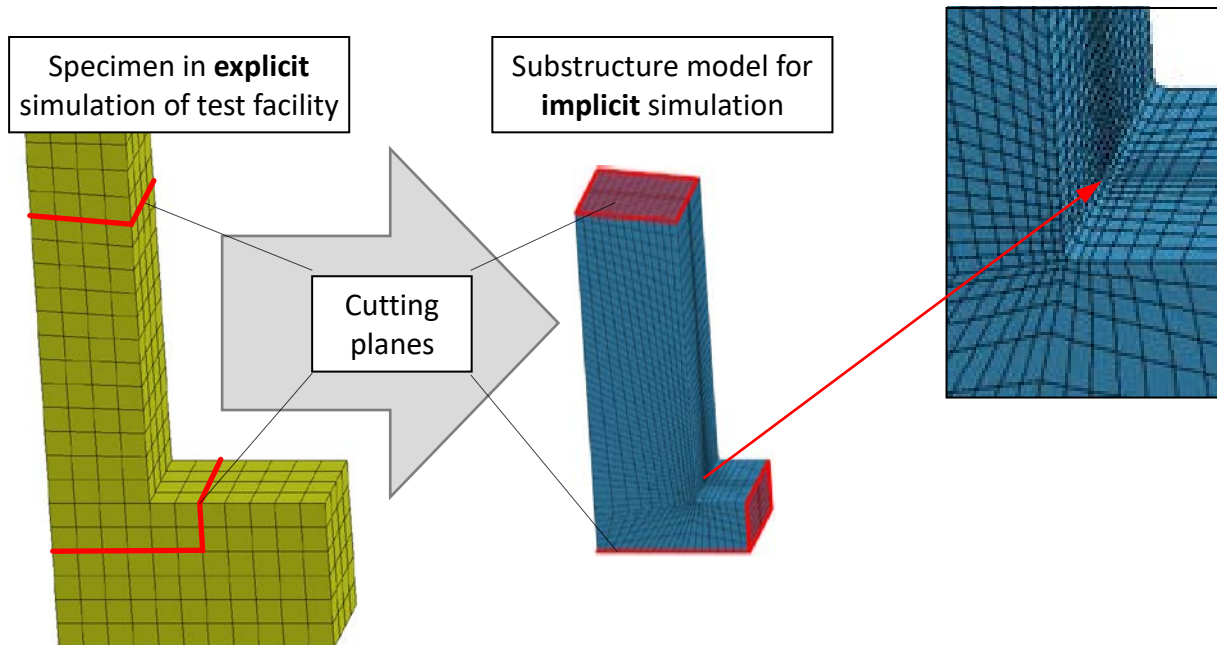 Specimen in explicit
simulation of test facility
Substructure model for
implicit simulation
Cutting
planes